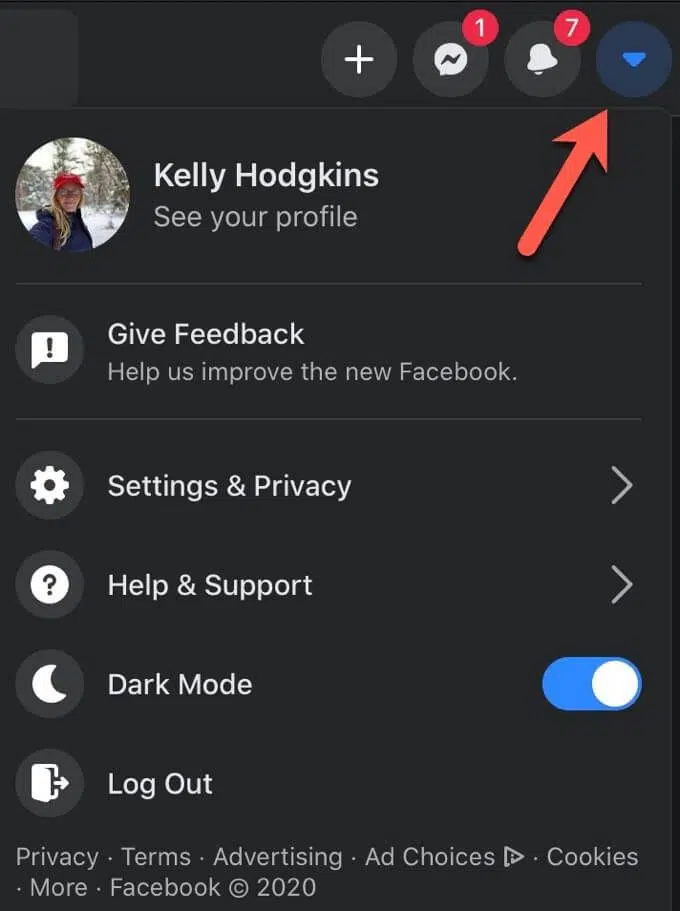 1 7
Kelly Hodgkins
See your profile
Give Feedback
Help us improve the new Facebook.
Settings & Privacy
Help & Support
Dark Mode
Log Out
Privacy · Terms · Advertising · Ad Choices · Cookies
· More · Facebook © 2020